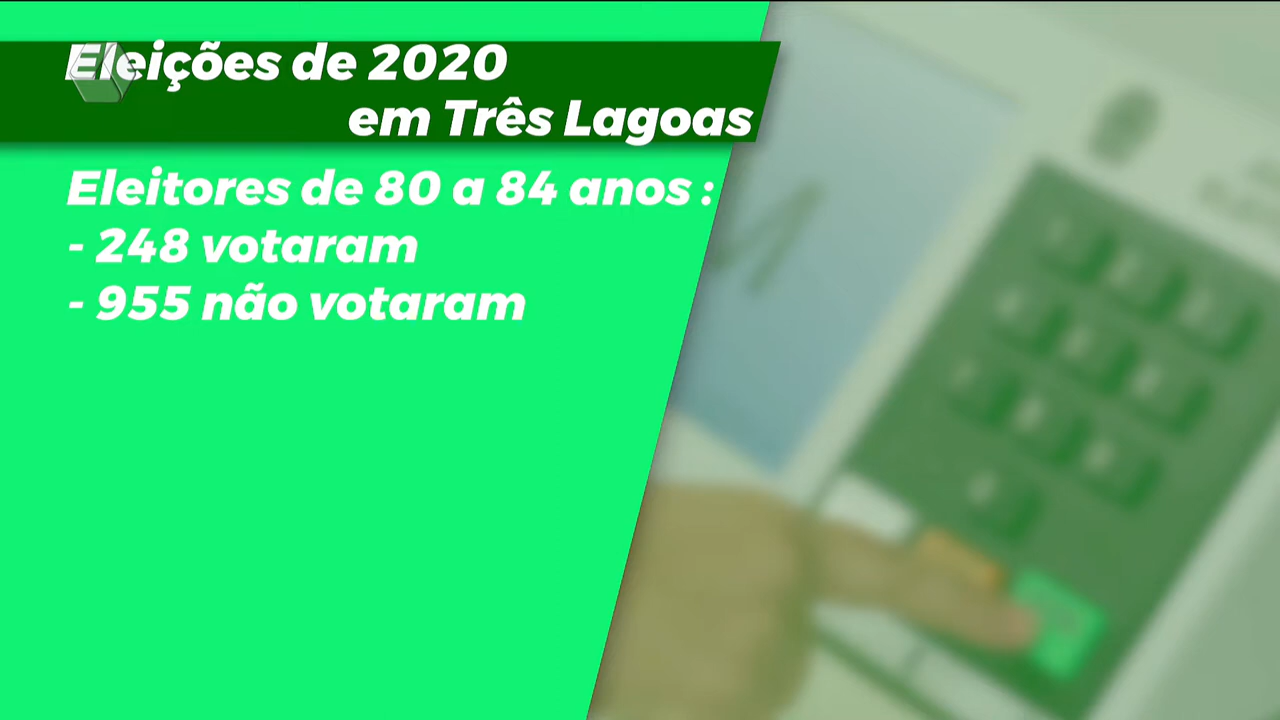 Eleições de 2020
em Três Lagoas
Eleitores de 80 a 84 anos :
- 248 votaram
- 955 não votaram